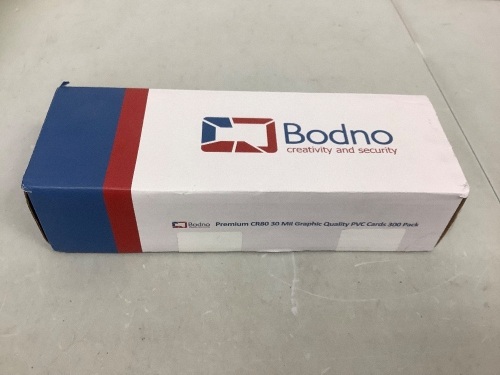 Bodno
creativity and security
Bodno Premium CR80 30 Mil Graphic Quality PVC Cards 300 Pack